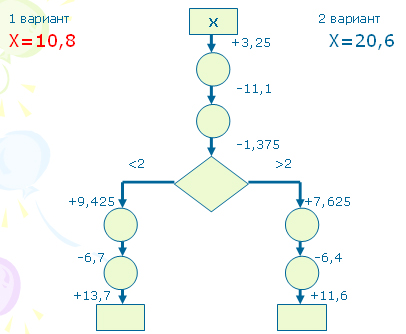 1 вариант
X=10,8
2 вариант
X=20,6
x
+3,25
-11,1
-1,375
<2
>2
+9,425
+7,625
-6,7
-6,4
+13,7
+11,6